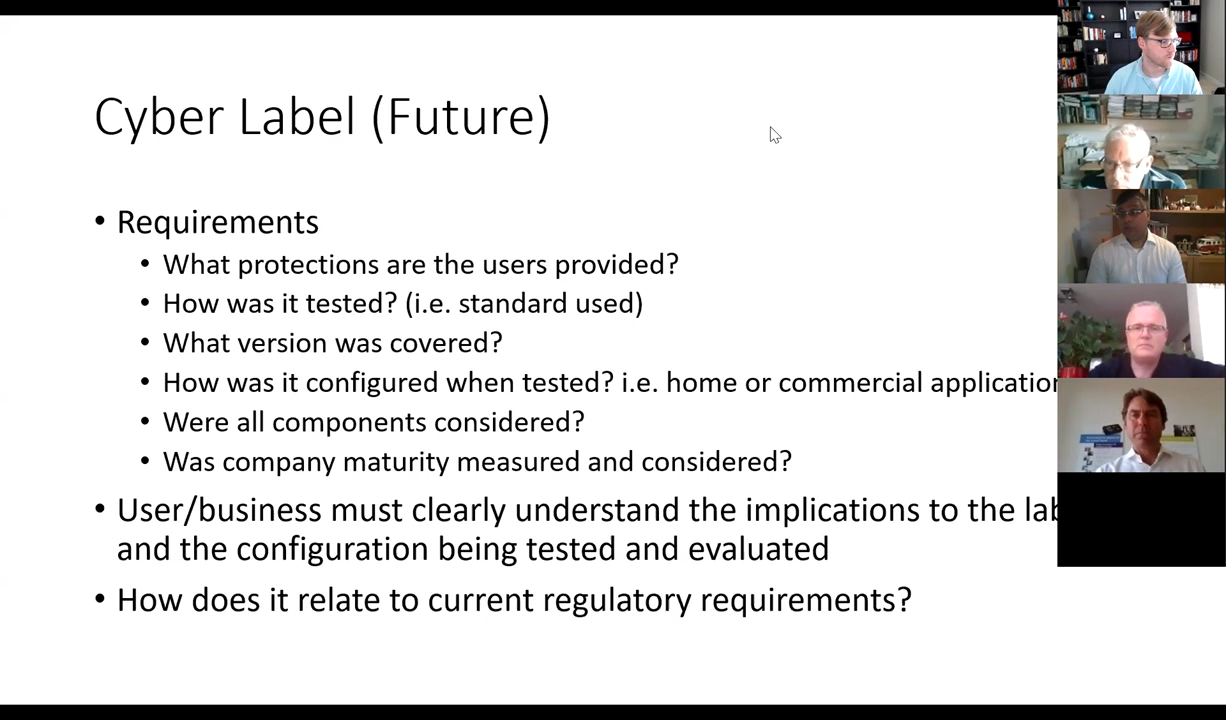 Cyber Label (Future)
• Requirements
• What protections are the users provided?
• How was it tested? (i.e. standard used)
• What version was covered?
• How was it configured when tested? i.e. home or commercial
• Were all components considered?
• Was company maturity measured and considered?
• User/business must clearly understand the implications to the
and the configuration being tested and evaluated
• How does it relate to current regulatory requirements?